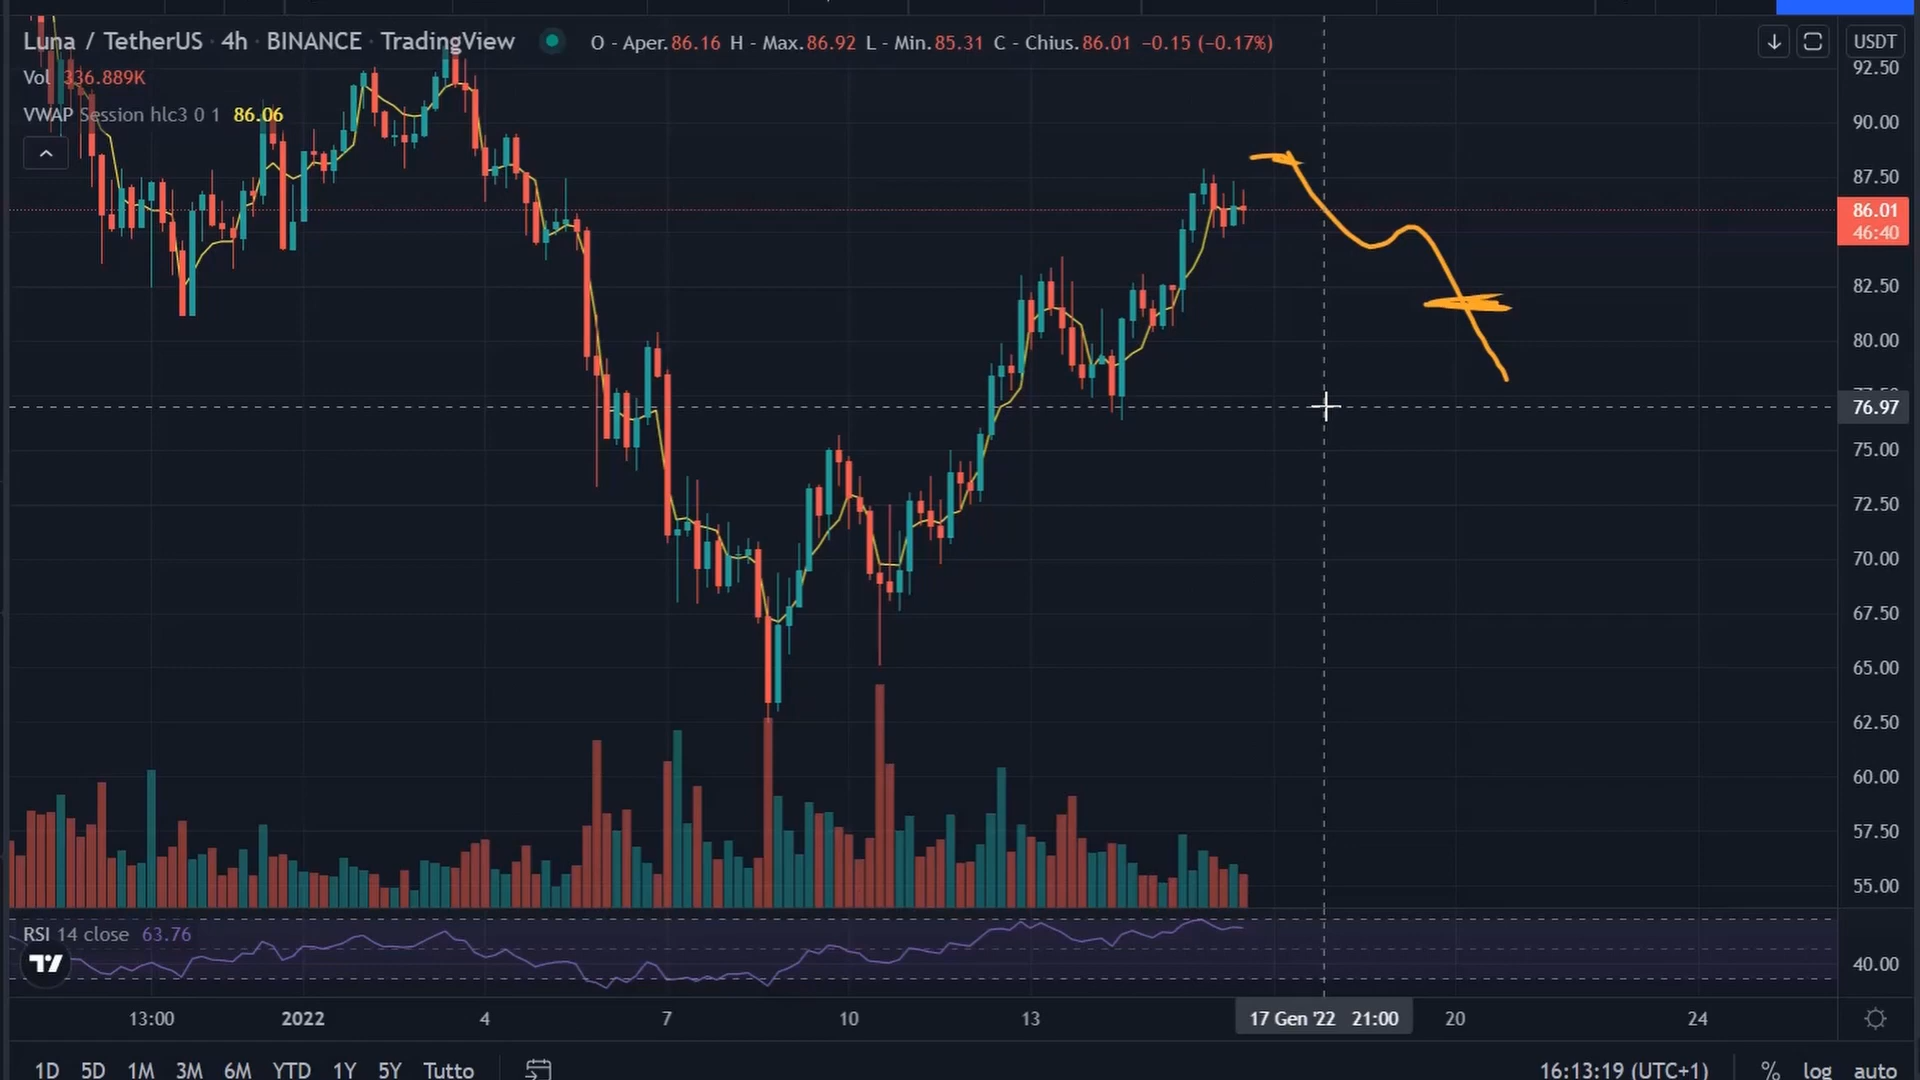 Luna / TetherUS · 4h · BINANCE · TradingView
O - Aper.86.16 H - Max.86.92 L - Min.85.31 C - Chius.86.01 −0.15 (−0.17%)
USDT
Vol 336.889K
VWAP Session hlc3 0 1 86.06
92.50
90.00
87.50
86.01
46:40
82.50
80.00
76.97
75.00
72.50
70.00
67.50
65.00
62.50
60.00
57.50
55.00
RSI 14 close 63.76
40.00
13:00 2022 4 7 10 13 17 Gen '22 21:00 20 24
1D 5D 1M 3M 6M YTD 1Y 5Y Tutto
16:13:19 (UTC+1) % log auto